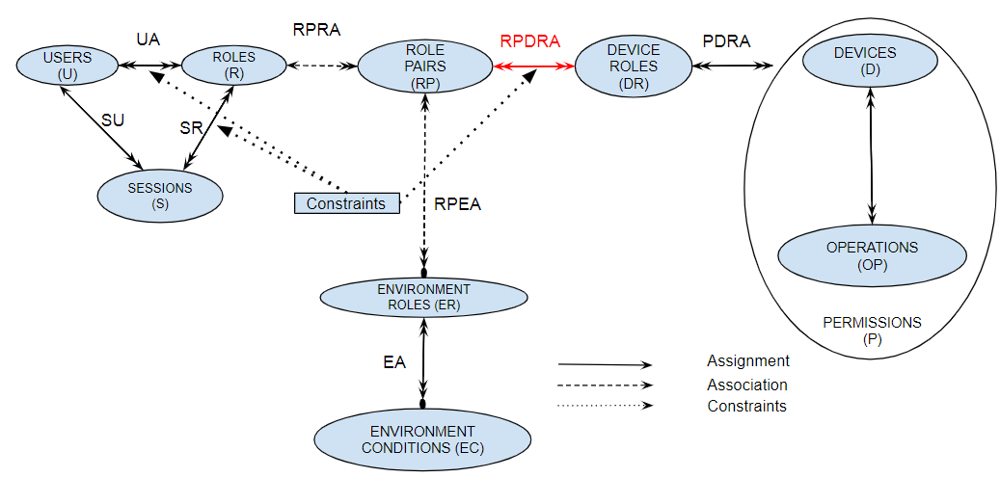 UA
RPRA
RPDRA
PDRA
USERS
(U)
ROLES
(R)
ROLE
PAIRS
(RP)
DEVICE
ROLES
(DR)
DEVICES
(D)
SU
SR
SESSIONS
(S)
Constraints
RPEA
OPERATIONS
(OP)
ENVIRONMENT
ROLES (ER)
PERMISSIONS
(P)
EA
Assignment
Association
Constraints
ENVIRONMENT
CONDITIONS (EC)